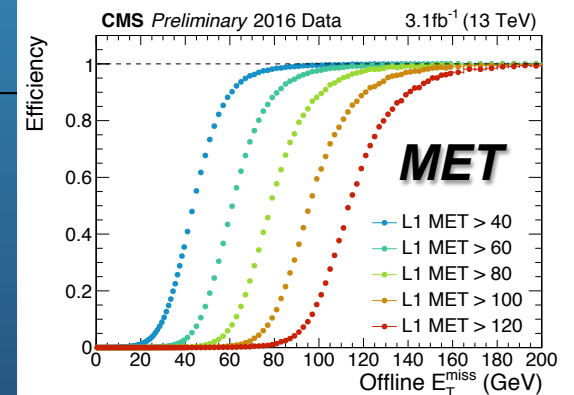 CMS Preliminary 2016 Data 3.1fb⁻¹ (13 TeV)
Efficiency
1
0.8
0.6
0.4
0.2
0
MET
L1 MET > 40
L1 MET > 60
L1 MET > 80
L1 MET > 100
L1 MET > 120
0 20 40 60 80 100 120 140 160 180 200
Offline E_T^miss (GeV)